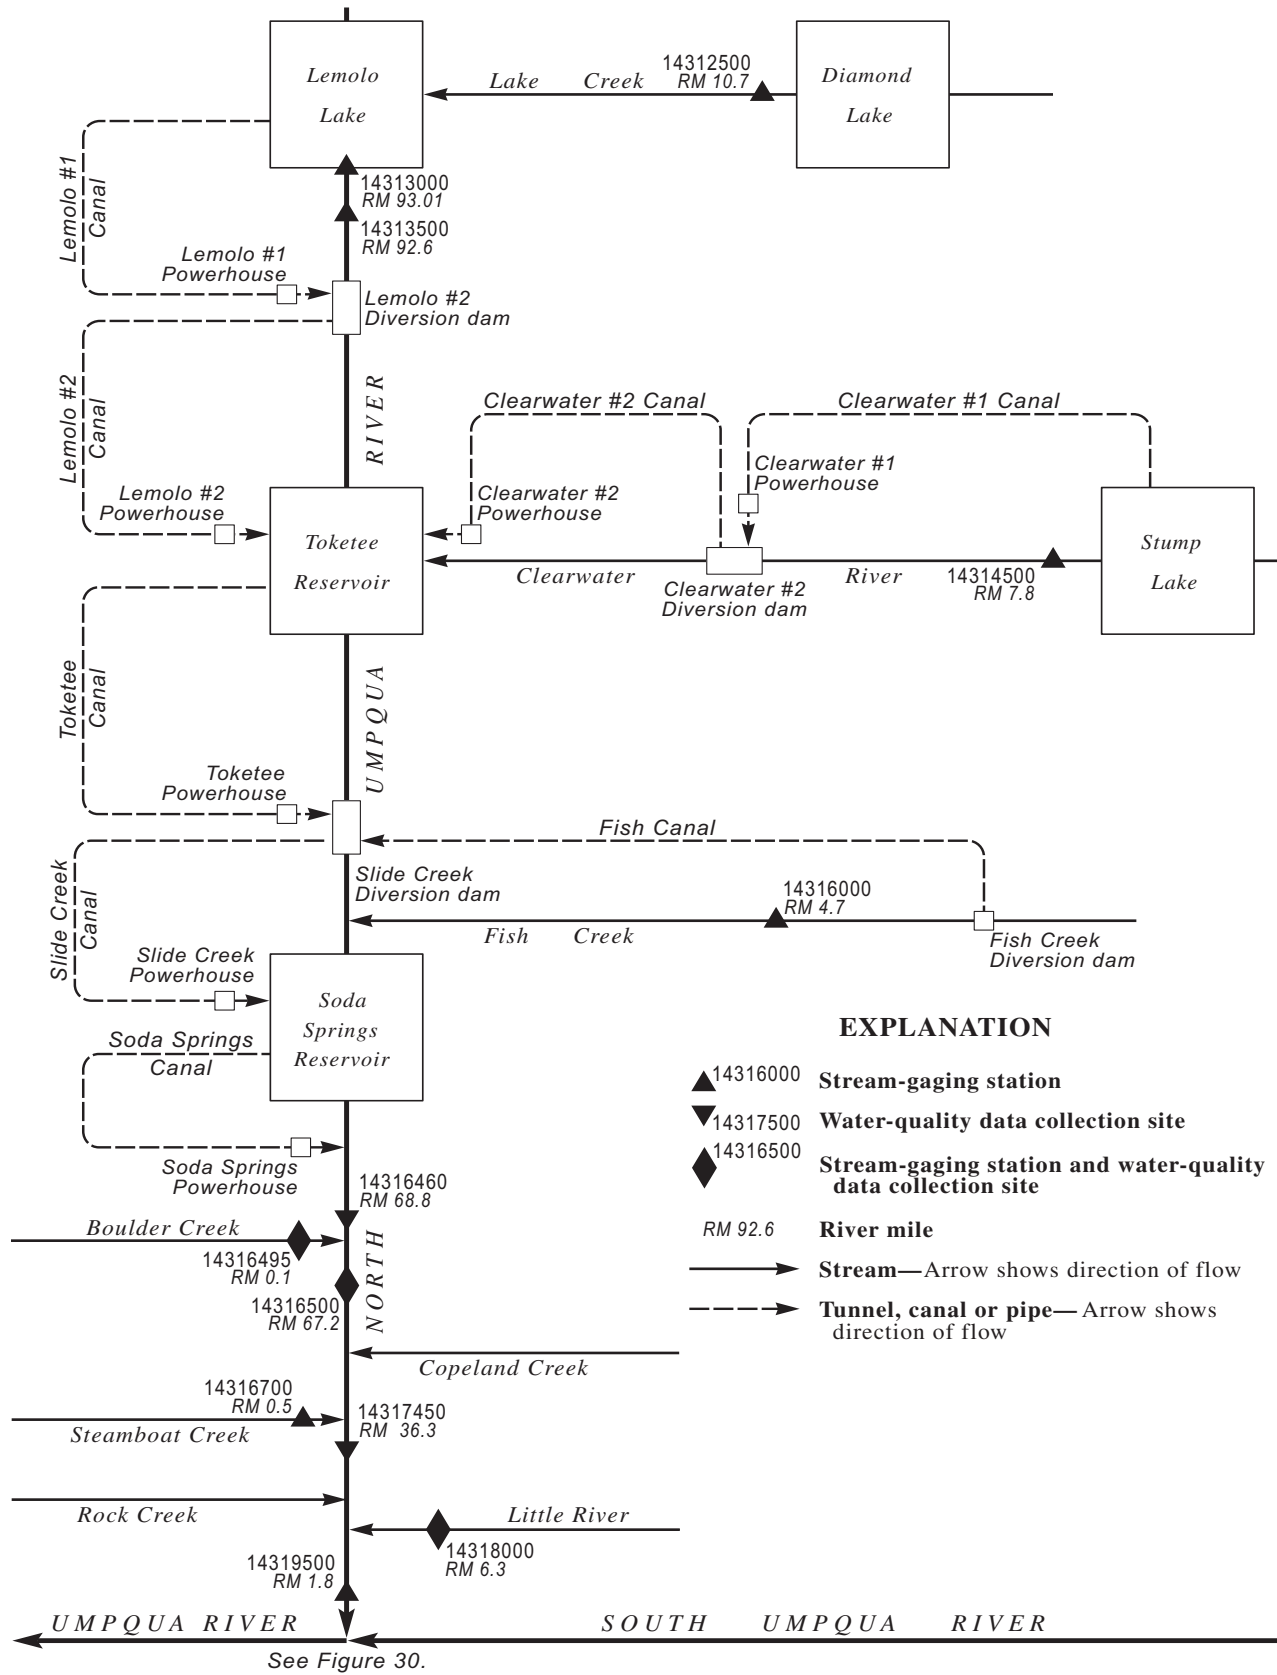 Lemolo
Lake
Lake Creek
14312500
RM 10.7
Diamond
Lake
Lemolo #1
Canal
14313000
RM 93.01
14313500
RM 92.6
Lemolo #1
Powerhouse
Lemolo #2
Diversion dam
Lemolo #2
Canal
RIVER
Clearwater #2 Canal
Clearwater #1 Canal
Lemolo #2
Powerhouse
Clearwater #2
Powerhouse
Clearwater #1
Powerhouse
Toketee
Reservoir
Stump
Lake
Clearwater River
14314500
RM 7.8
Clearwater #2
Diversion dam
Toketee
Canal
UMPQUA
Toketee
Powerhouse
Fish Canal
Slide Creek
Diversion dam
Slide Creek
Canal
14316000
RM 4.7
Fish Creek
Fish Creek
Diversion dam
Slide Creek
Powerhouse
Soda
Springs
Reservoir
Soda Springs
Canal
Soda Springs
Powerhouse
EXPLANATION
14316000 Stream-gaging station
14317500 Water-quality data collection site
14316500 Stream-gaging station and water-quality
data collection site
RM 92.6 River mile
Stream—Arrow shows direction of flow
Tunnel, canal or pipe—Arrow shows
direction of flow
14316460
RM 68.8
Boulder Creek
14316495
RM 0.1
NORTH
14316500
RM 67.2
Copeland Creek
14316700
RM 0.5
Steamboat Creek
14317450
RM 36.3
Rock Creek
Little River
14318000
RM 6.3
14319500
RM 1.8
UMPQUA RIVER
SOUTH UMPQUA RIVER
See Figure 30.